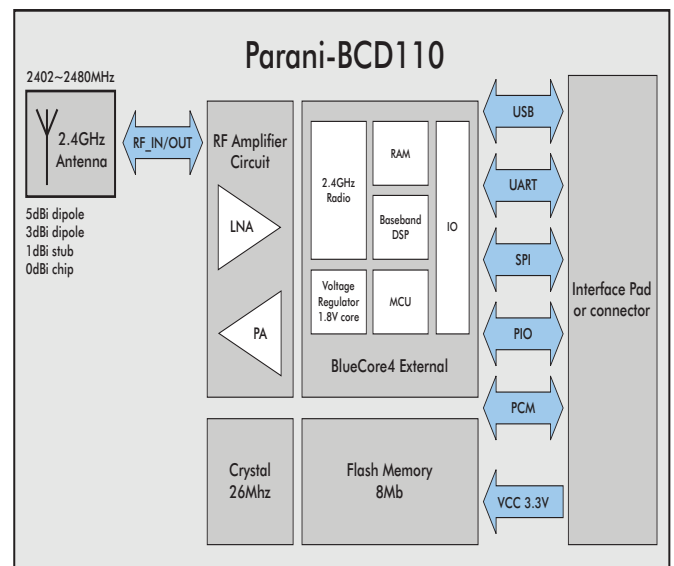 Parani-BCD110
2402~2480MHz
2.4GHz
Antenna
5dBi dipole
3dBi dipole
1dBi stub
0dBi chip
RF_IN/OUT
RF Amplifier
Circuit
LNA
PA
2.4GHz
Radio
RAM
Baseband
DSP
IO
Voltage
Regulator
1.8V core
MCU
BlueCore4 External
USB
UART
SPI
PIO
PCM
VCC 3.3V
Interface Pad
or connector
Crystal
26Mhz
Flash Memory
8Mb